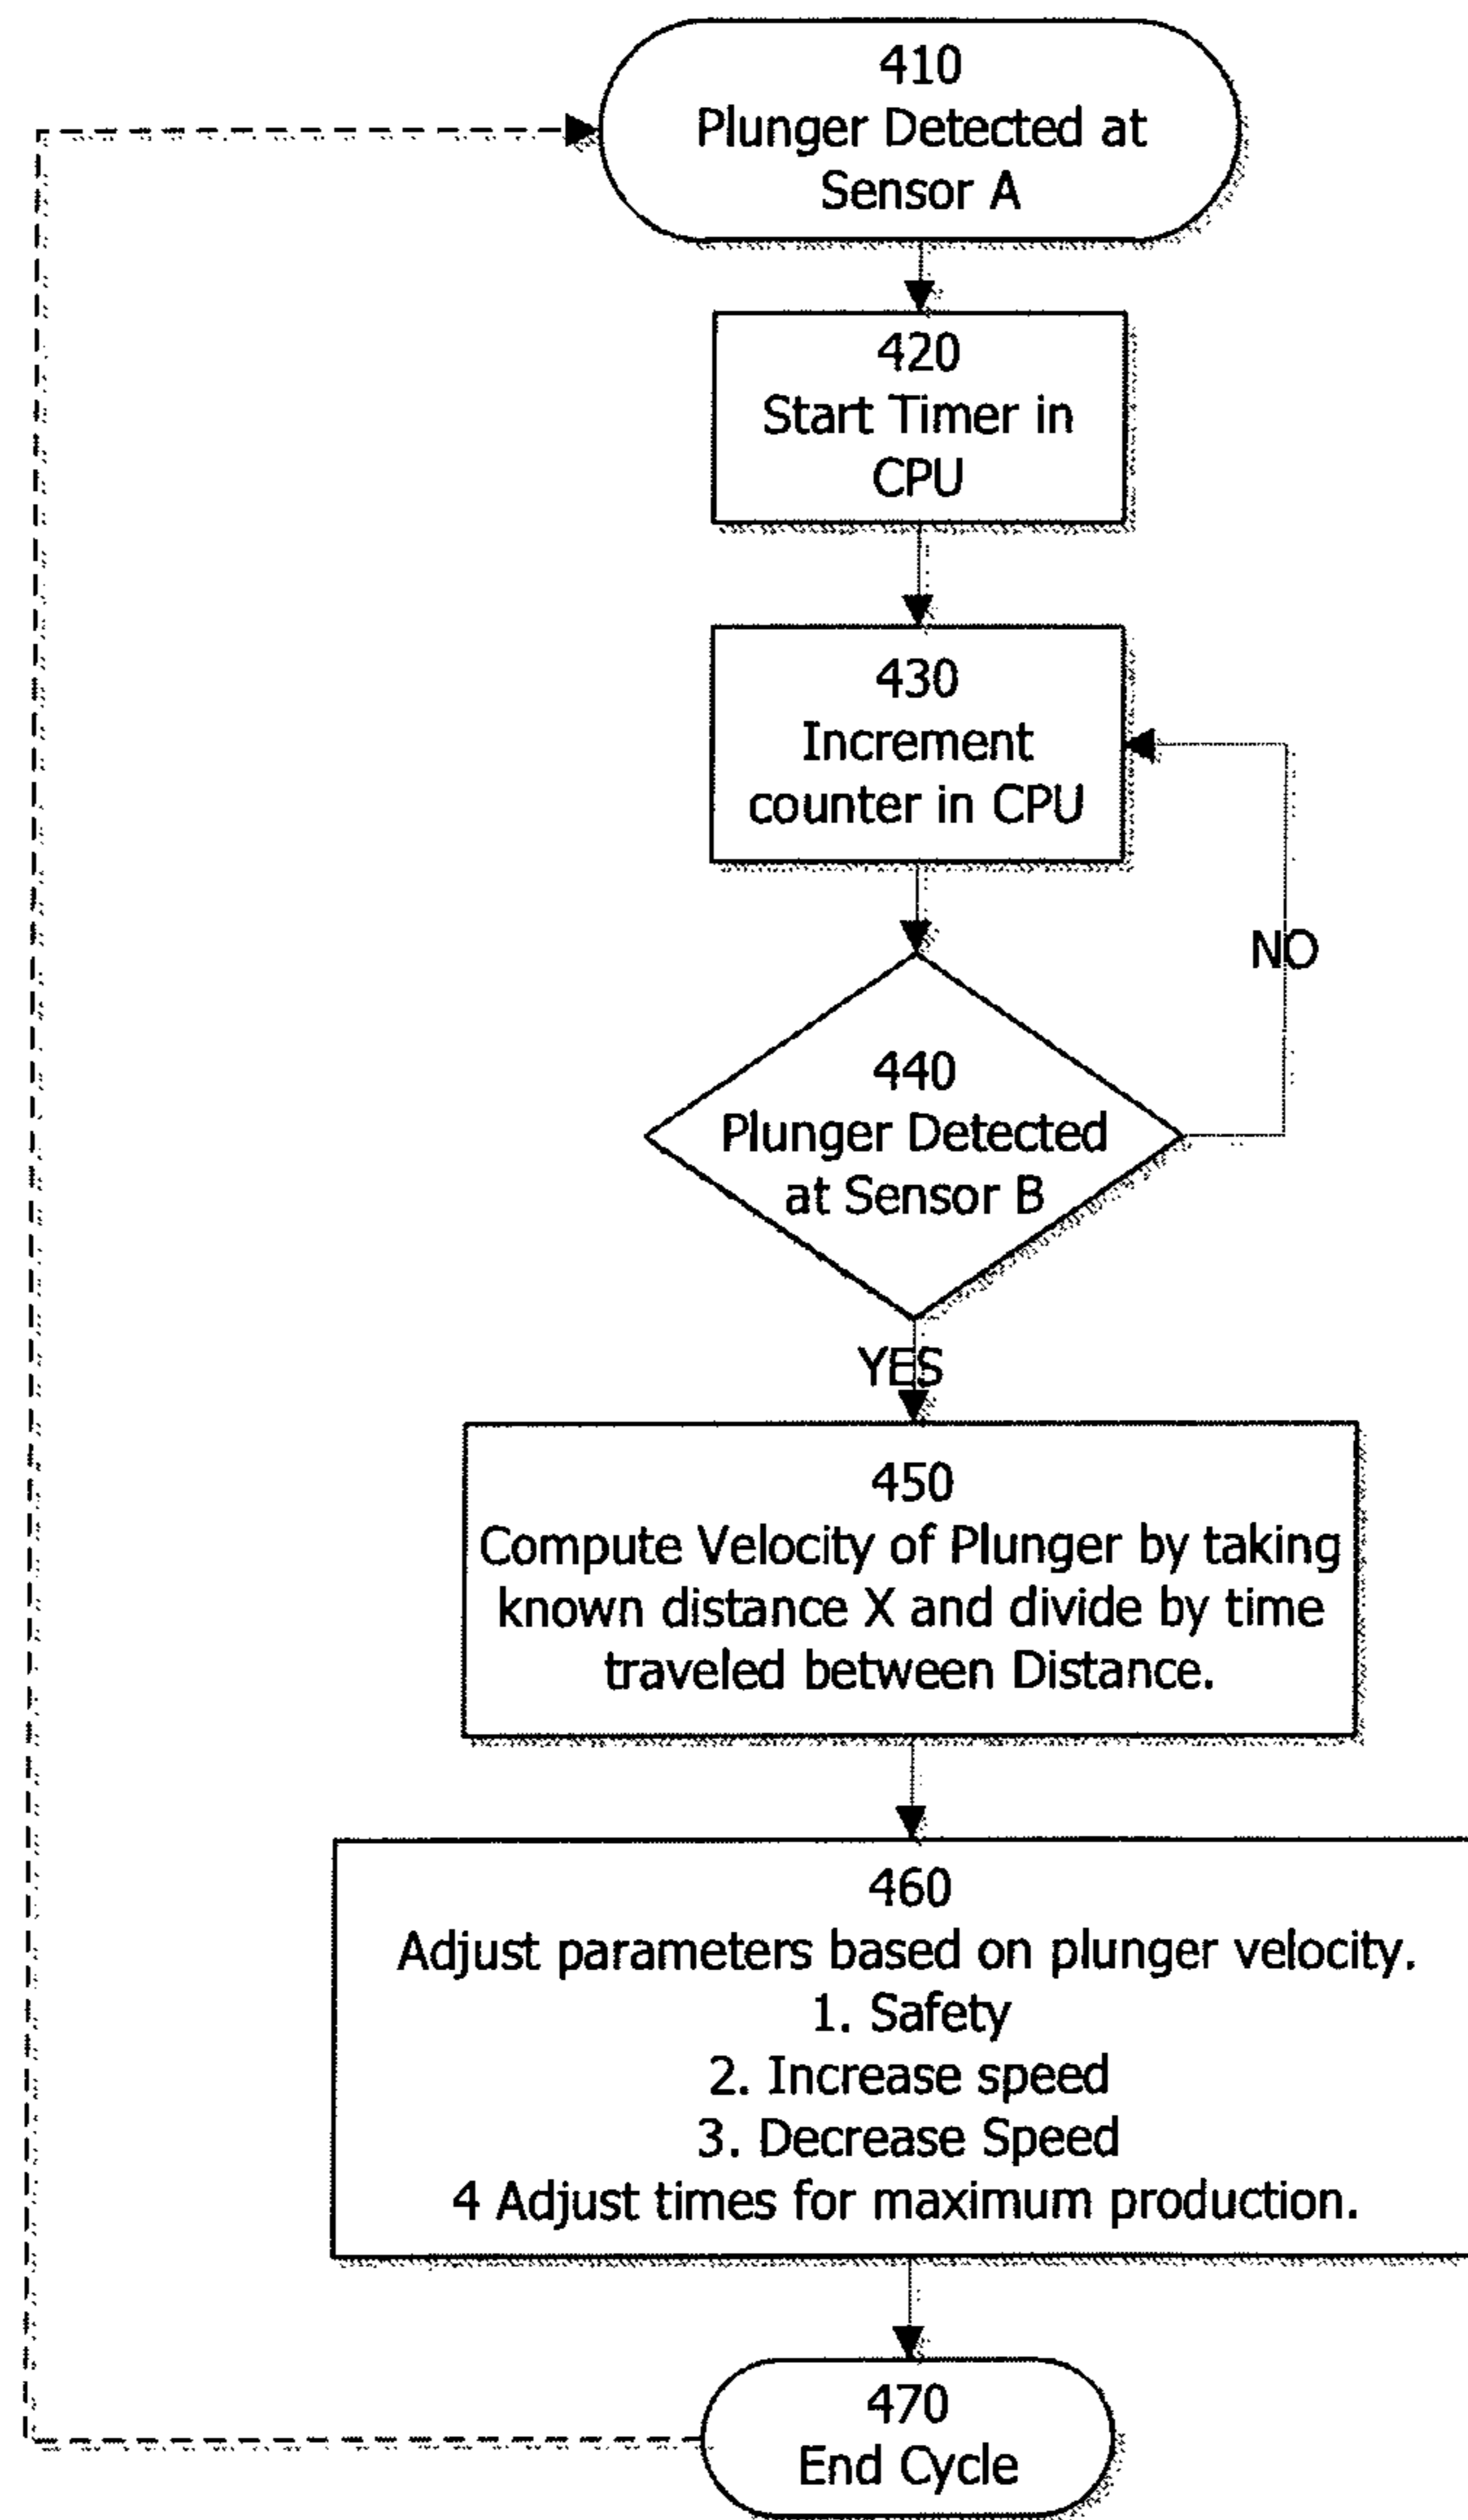 410
Plunger Detected at
Sensor A
420
Start Timer in
CPU
430
Increment
counter in CPU
NO
440
Plunger Detected
at Sensor B
YES
450
Compute Velocity of Plunger by taking
known distance X and divide by time
traveled between Distance.
460
Adjust parameters based on plunger velocity.
1. Safety
2. Increase speed
3. Decrease Speed
4 Adjust times for maximum production.
470
End Cycle